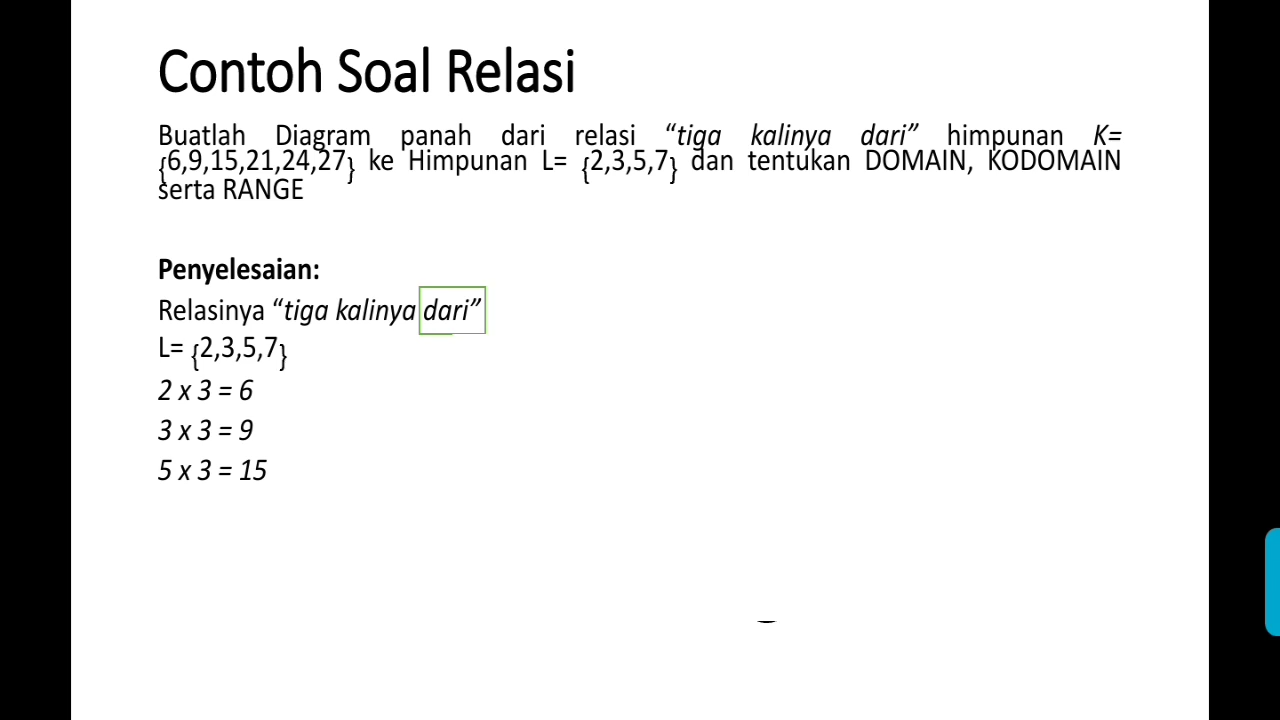 Contoh Soal Relasi
Buatlah Diagram panah dari relasi “tiga kalinya dari” himpunan K=
{6,9,15,21,24,27} ke Himpunan L= {2,3,5,7} dan tentukan DOMAIN, KODOMAIN
serta RANGE
Penyelesaian:
Relasinya “tiga kalinya dari”
L= {2,3,5,7}
2 x 3 = 6
3 x 3 = 9
5 x 3 = 15